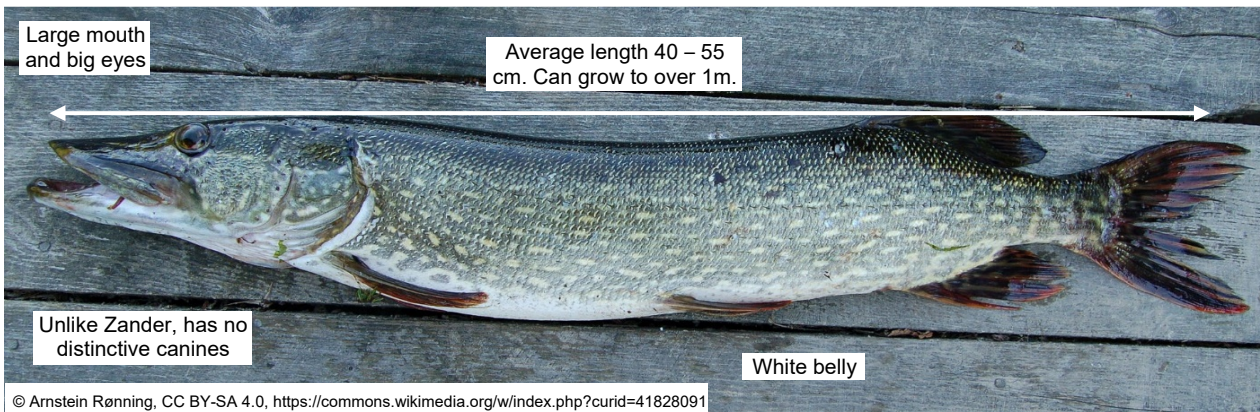 Large mouth
and big eyes
Average length 40 – 55
cm. Can grow to over 1m.
Unlike Zander, has no
distinctive canines
White belly
© Arnstein Rønning, CC BY-SA 4.0, https://commons.wikimedia.org/w/index.php?curid=41828091